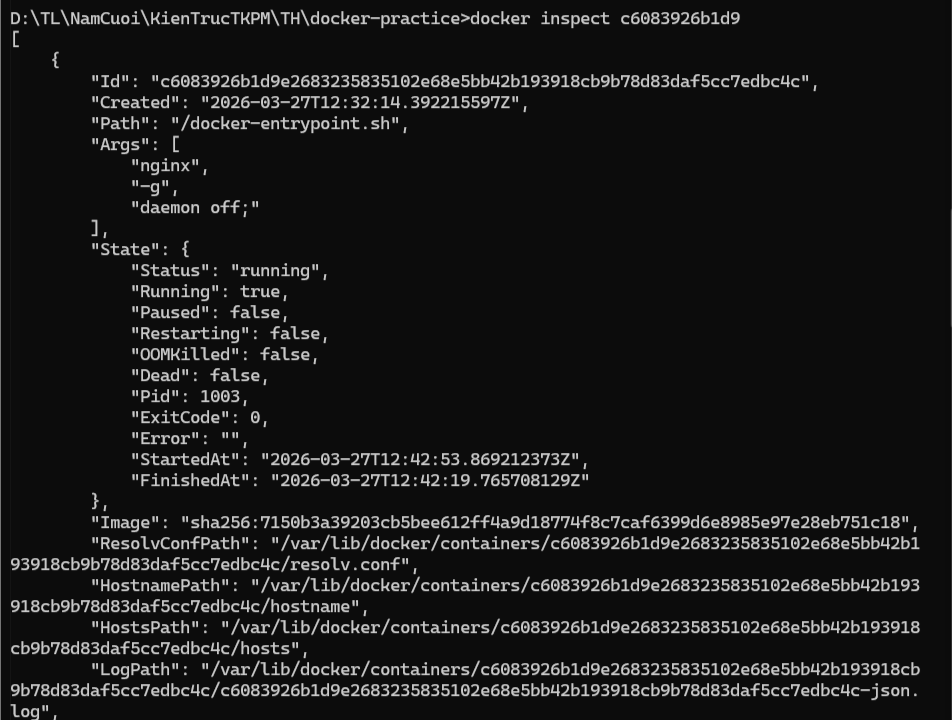 D:\TL\NamCuoi\KienTrucTKPM\TH\docker-practice>docker inspect c6083926b1d9
[
    {
        "Id": "c6083926b1d9e2683235835102e68e5bb42b193918cb9b78d83daf5cc7edbc4c",
        "Created": "2026-03-27T12:32:14.392215597Z",
        "Path": "/docker-entrypoint.sh",
        "Args": [
            "nginx",
            "-g",
            "daemon off;"
        ],
        "State": {
            "Status": "running",
            "Running": true,
            "Paused": false,
            "Restarting": false,
            "OOMKilled": false,
            "Dead": false,
            "Pid": 1003,
            "ExitCode": 0,
            "Error": "",
            "StartedAt": "2026-03-27T12:42:53.869212373Z",
            "FinishedAt": "2026-03-27T12:42:19.765708129Z"
        },
        "Image": "sha256:7150b3a39203cb5bee612ff4a9d18774f8c7caf6399d6e8985e97e28eb751c18",
        "ResolvConfPath": "/var/lib/docker/containers/c6083926b1d9e2683235835102e68e5bb42b1
93918cb9b78d83daf5cc7edbc4c/resolv.conf",
        "HostnamePath": "/var/lib/docker/containers/c6083926b1d9e2683235835102e68e5bb42b193
918cb9b78d83daf5cc7edbc4c/hostname",
        "HostsPath": "/var/lib/docker/containers/c6083926b1d9e2683235835102e68e5bb42b193918
cb9b78d83daf5cc7edbc4c/hosts",
        "LogPath": "/var/lib/docker/containers/c6083926b1d9e2683235835102e68e5bb42b193918cb
9b78d83daf5cc7edbc4c/c6083926b1d9e2683235835102e68e5bb42b193918cb9b78d83daf5cc7edbc4c-json.
log",